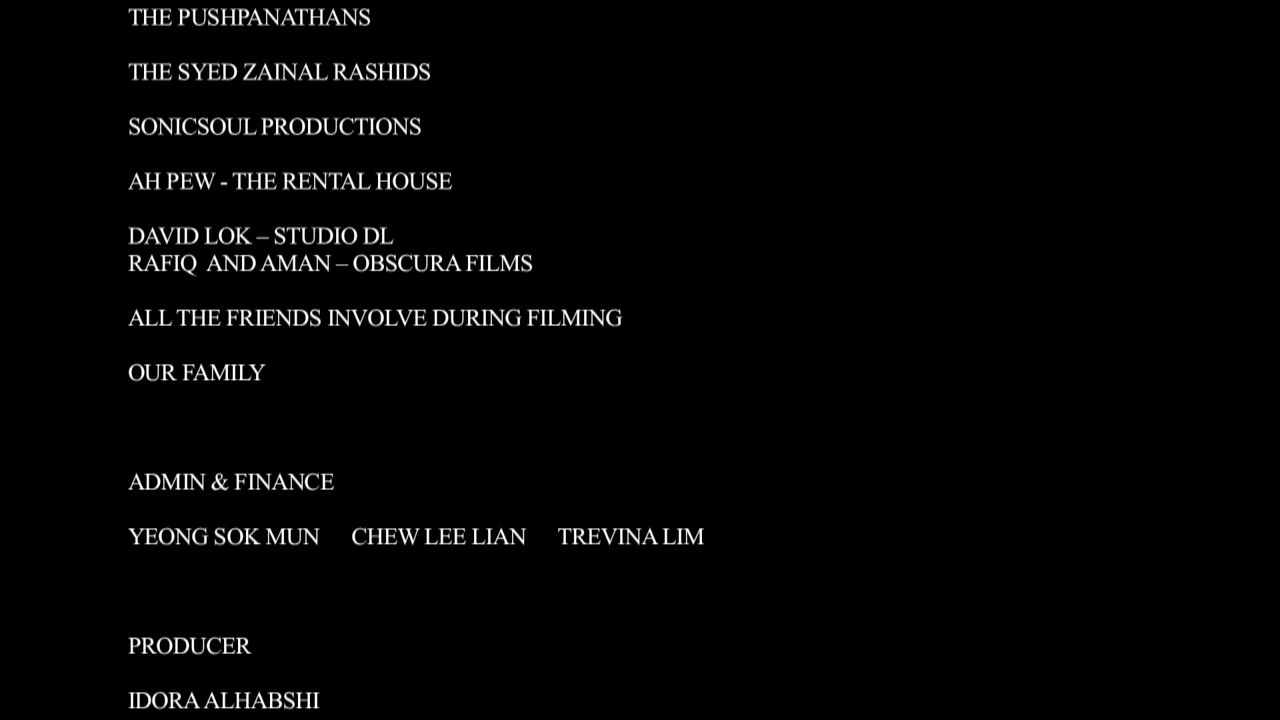 THE PUSHPANATHANS
THE SYED ZAINAL RASHIDS
SONICSOUL PRODUCTIONS
AH PEW - THE RENTAL HOUSE
DAVID LOK – STUDIO DL
RAFIQ  AND AMAN – OBSCURA FILMS
ALL THE FRIENDS INVOLVE DURING FILMING
OUR FAMILY
ADMIN & FINANCE
YEONG SOK MUN CHEW LEE LIAN TREVINA LIM
PRODUCER
IDORA ALHABSHI